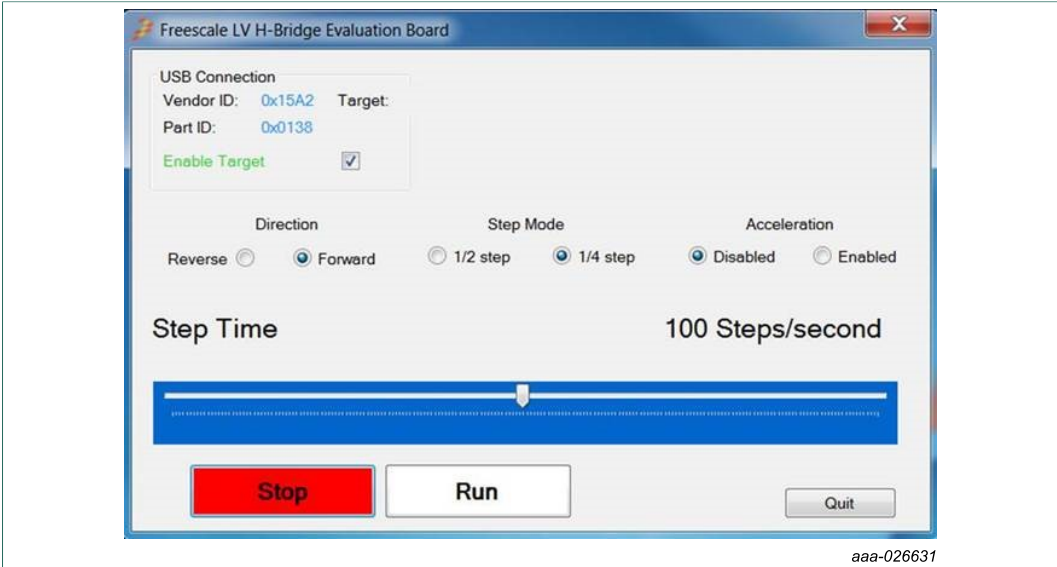 Freescale LV H-Bridge Evaluation Board
USB Connection
Vendor ID: 0x15A2 Target:
Part ID: 0x0138
Enable Target
Direction Step Mode Acceleration
Reverse Forward 1/2 step 1/4 step Disabled Enabled
Step Time 100 Steps/second
Stop Run Quit
aaa-026631